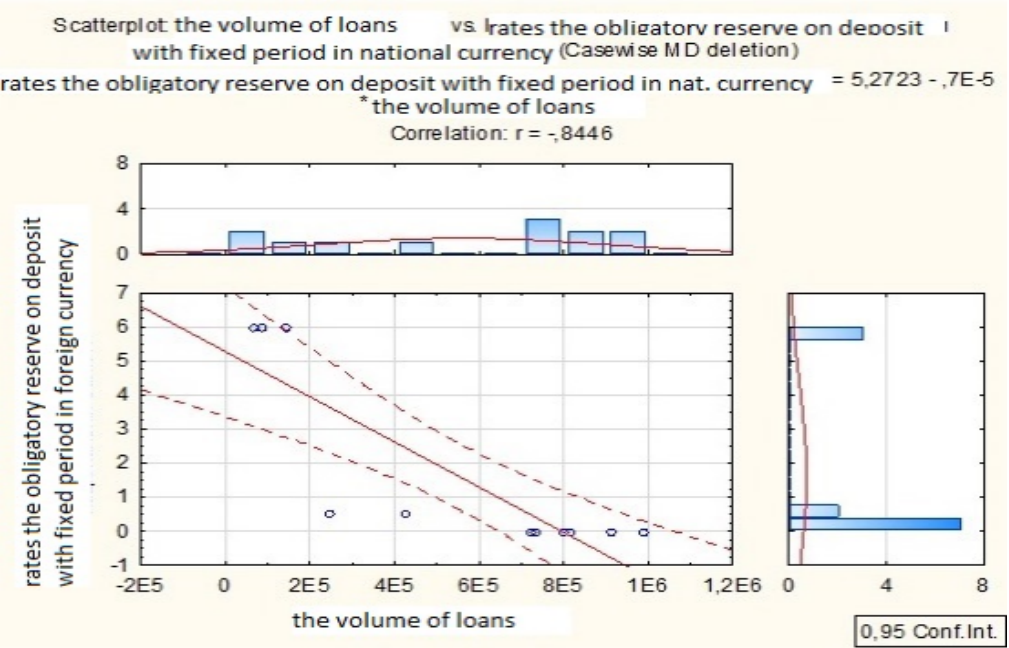 Scatterplot: the volume of loans vs. rates the obligatory reserve on deposit
with fixed period in national currency (Casewise MD deletion)
rates the obligatory reserve on deposit with fixed period in nat. currency = 5,2723 - ,7E-5
* the volume of loans
Correlation: r = -,8446
8
4
0
rates the obligatory reserve on deposit
with fixed period in foreign currency
7
6
5
4
3
2
1
0
-1
-2E5 0 2E5 4E5 6E5 8E5 1E6 1,2E6
0 4 8
the volume of loans
0,95 Conf.Int.